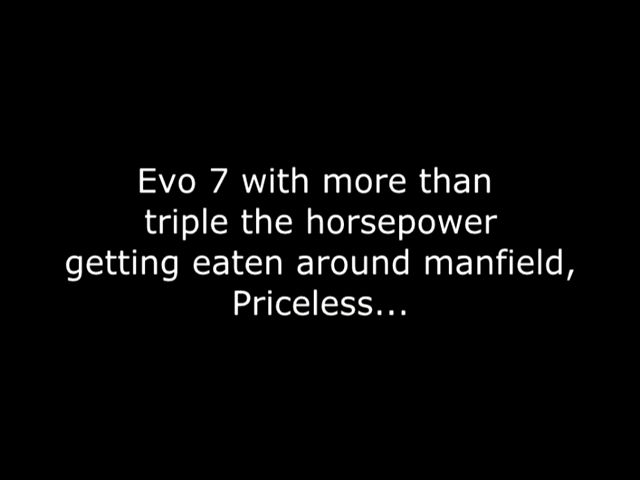 Evo 7 with more than
triple the horsepower
getting eaten around manfield,
Priceless...